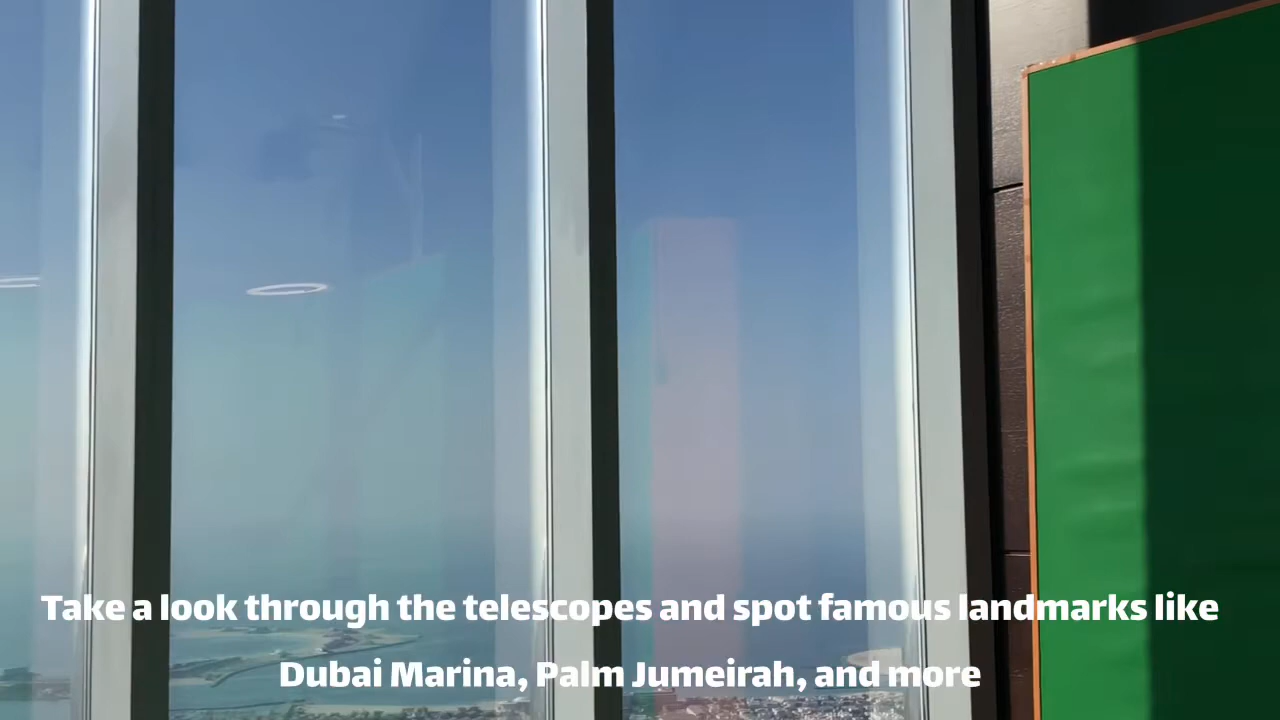 Take a look through the telescopes and spot famous landmarks like
Dubai Marina, Palm Jumeirah, and more